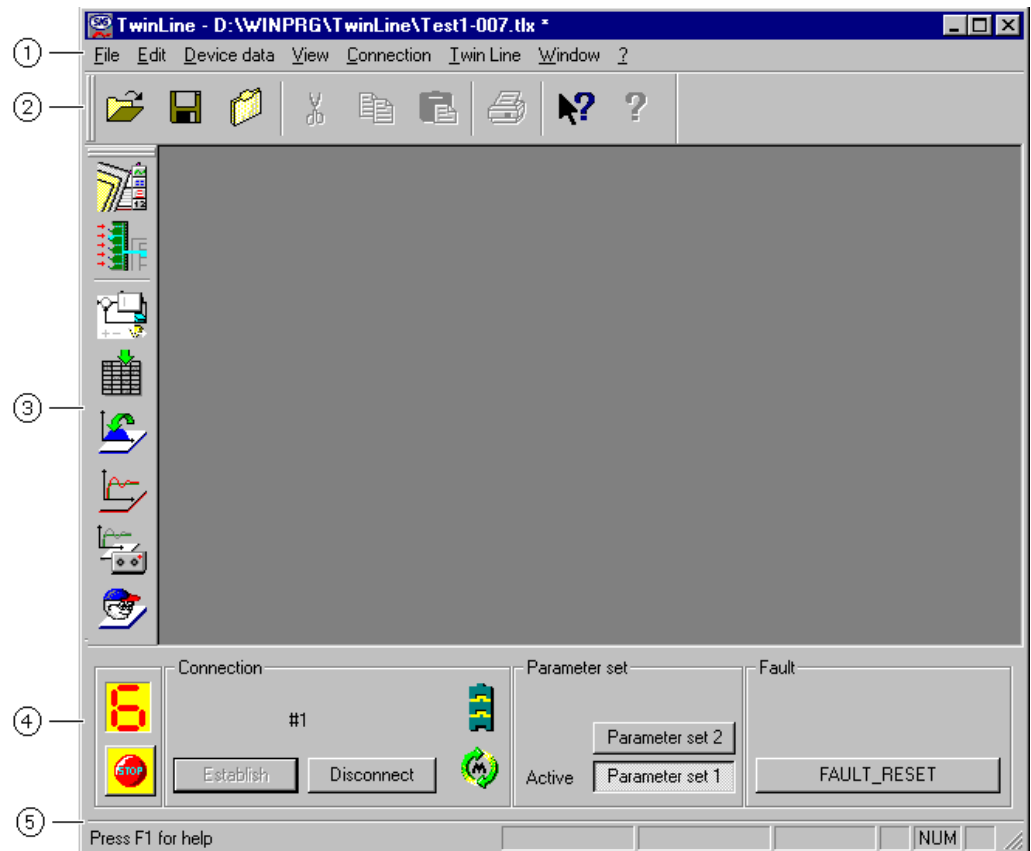 TwinLine - D:\WINPRG\TwinLine\Test1-007.tlx *
1
File Edit Device data View Connection Twin Line Window ?
2
3
Connection
Parameter set
Fault
4
6
#1
Parameter set 2
STOP
Establish
Disconnect
M
Active
Parameter set 1
FAULT_RESET
5
Press F1 for help
NUM